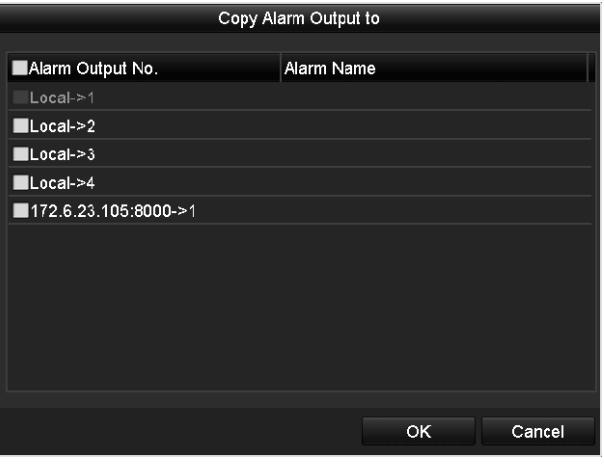 Copy Alarm Output to
Alarm Output No. Alarm Name
Local->1
Local->2
Local->3
Local->4
172.6.23.105:8000->1
OK Cancel